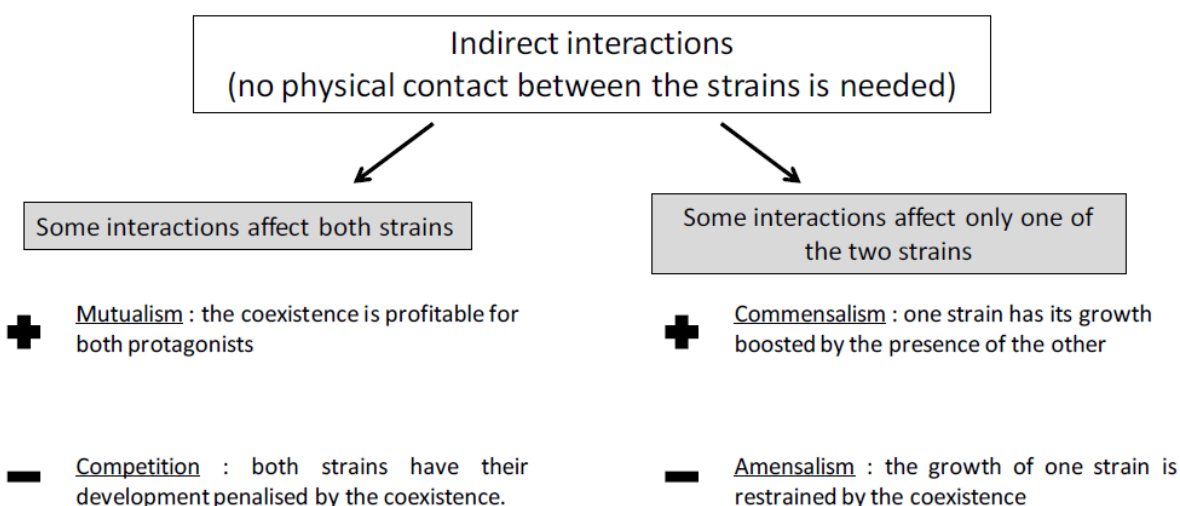 Indirect interactions
(no physical contact between the strains is needed)
Some interactions affect both strains
Some interactions affect only one of
the two strains
Mutualism : the coexistence is profitable for
both protagonists
Commensalism : one strain has its growth
boosted by the presence of the other
Competition : both strains have their
development penalised by the coexistence.
Amensalism : the growth of one strain is
restrained by the coexistence